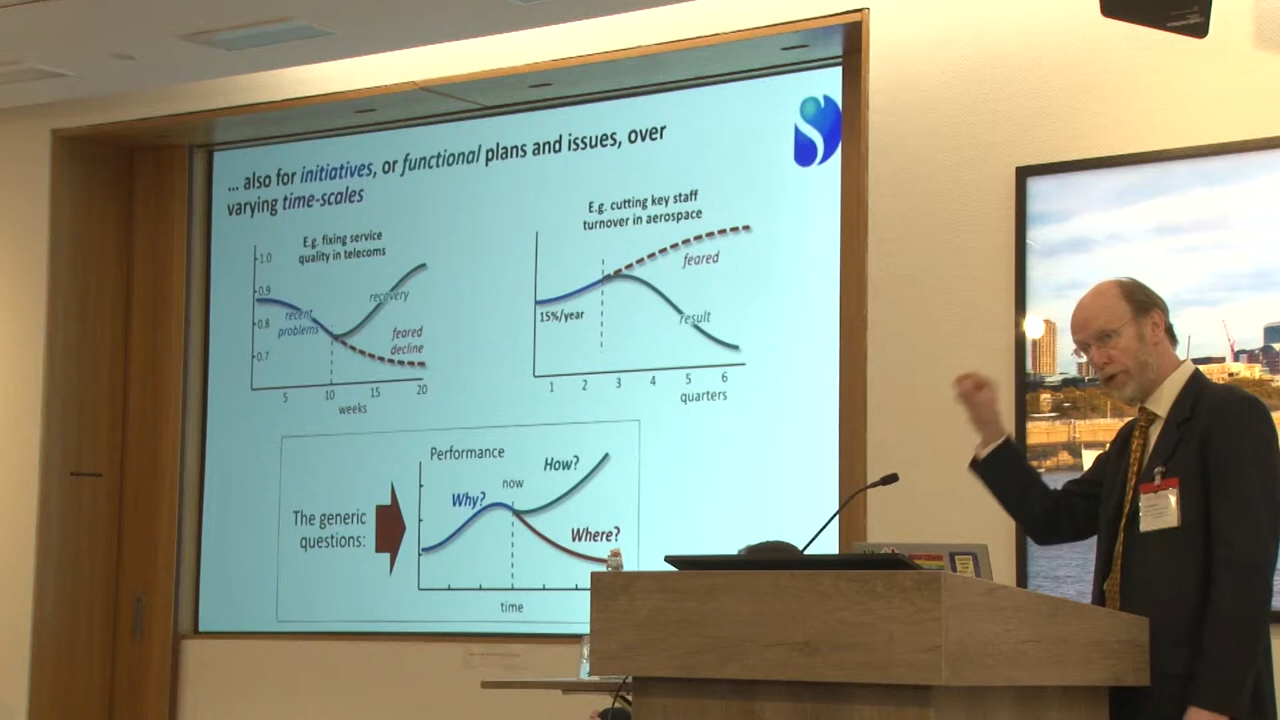 ... also for initiatives, or functional plans and issues, over
varying time-scales
E.g. fixing service
quality in telecoms
1.0
0.9
0.8
0.7
recent
problems
recovery
feared
decline
5 10 15 20
weeks
E.g. cutting key staff
turnover in aerospace
feared
15%/year
result
1 2 3 4 5 6
quarters
The generic
questions:
Performance
How?
now
Why?
Where?
time